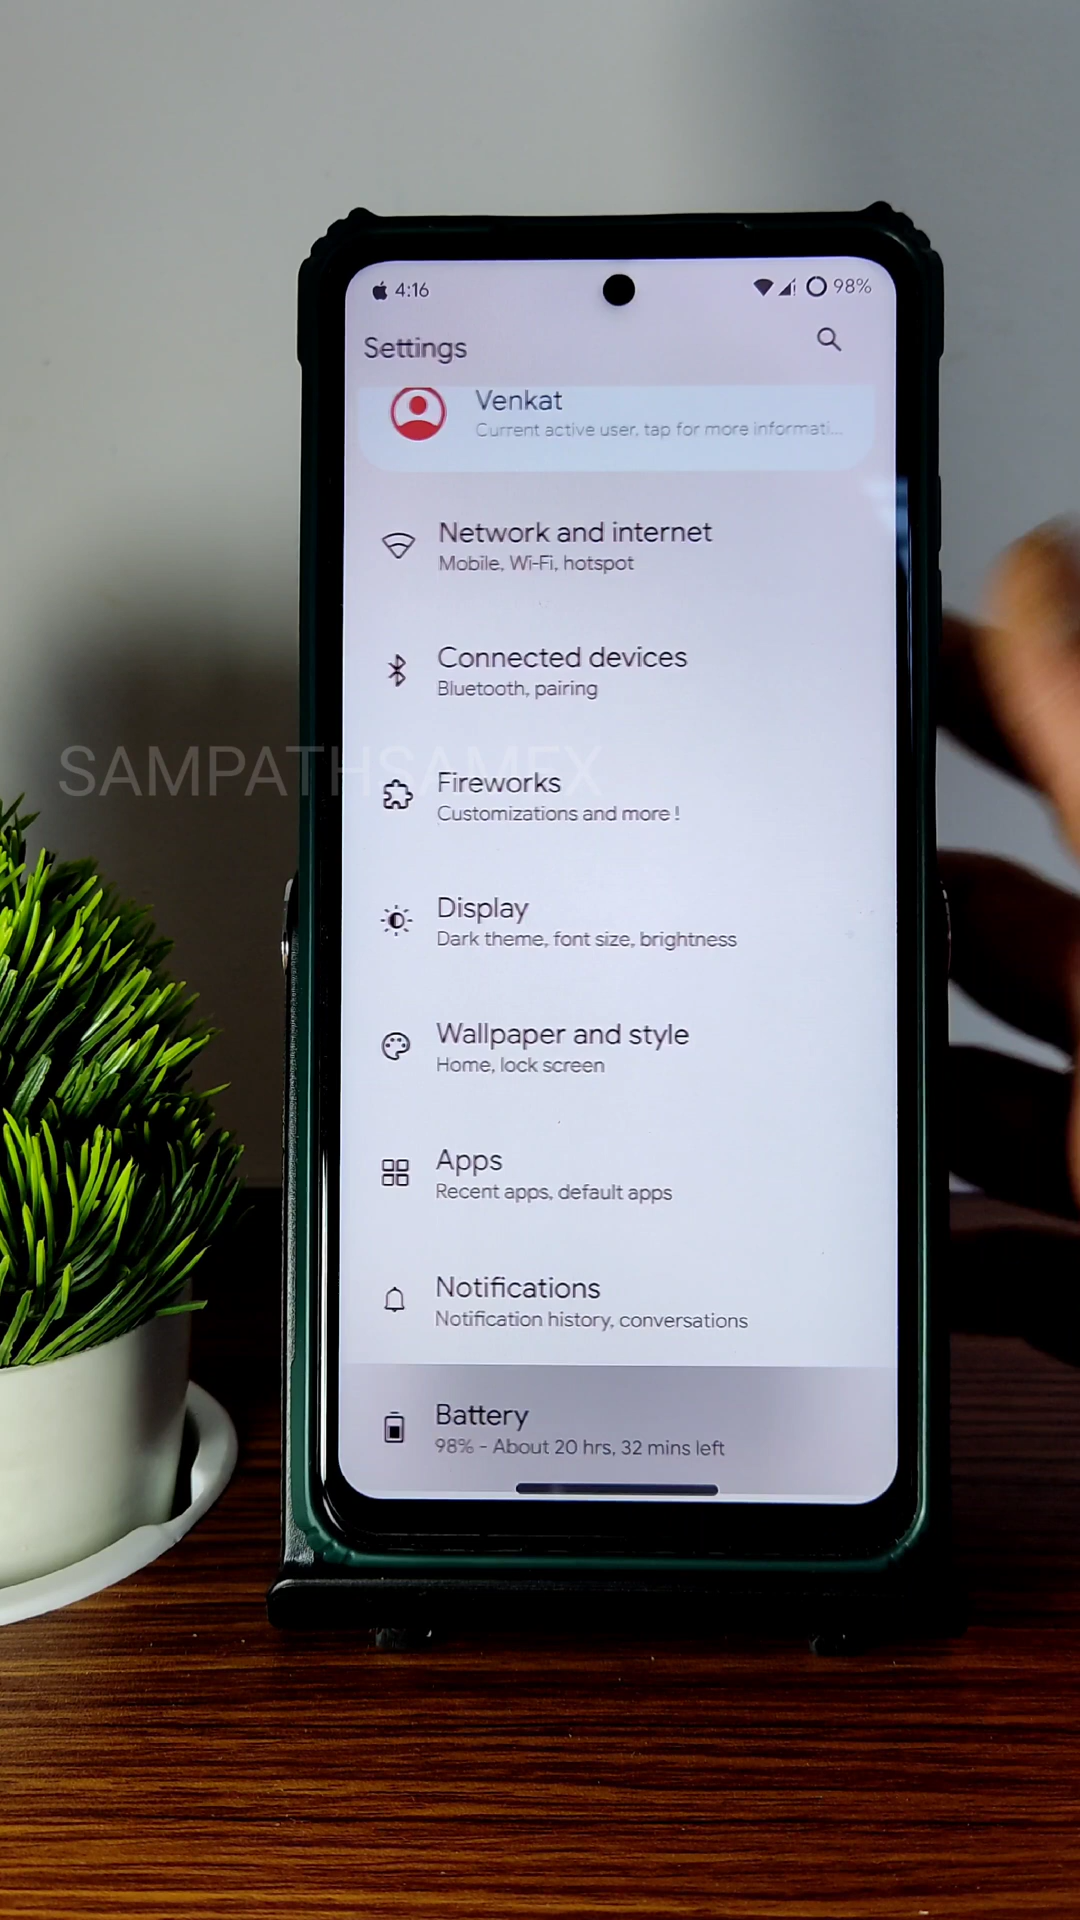 4:16
98%
Settings
Venkat
Current active user, tap for more informati...
Network and internet
Mobile, Wi-Fi, hotspot
Connected devices
Bluetooth, pairing
SAMPATHSAMEX
Fireworks
Customizations and more !
Display
Dark theme, font size, brightness
Wallpaper and style
Home, lock screen
Apps
Recent apps, default apps
Notifications
Notification history, conversations
Battery
98% - About 20 hrs, 32 mins left